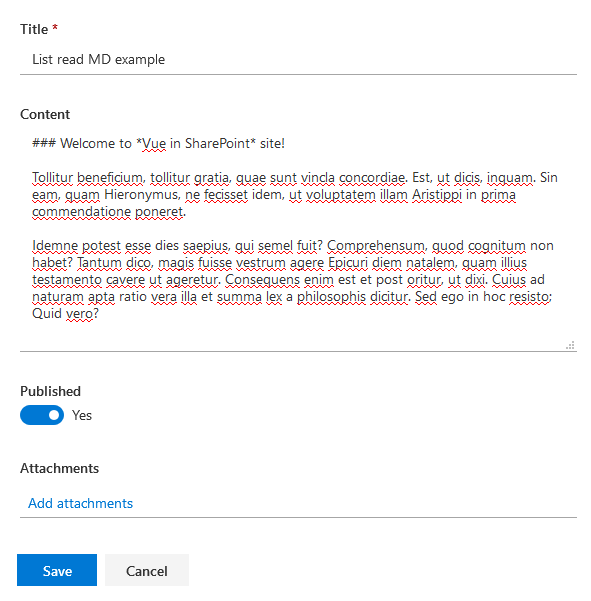 Title *
List read MD example
Content
### Welcome to *Vue in SharePoint* site!
Tollitur beneficium, tollitur gratia, quae sunt vincla concordiae. Est, ut dicis, inquam. Sin
eam, quam Hieronymus, ne fecisset idem, ut voluptatem illam Aristippi in prima
commendatione poneret.
Idemne potest esse dies saepius, qui semel fuit? Comprehensum, quod cognitum non
habet? Tantum dico, magis fuisse vestrum agere Epicuri diem natalem, quam illius
testamento cavere ut ageretur. Consequens enim est et post oritur, ut dixi. Cuius ad
naturam apta ratio vera illa et summa lex a philosophis dicitur. Sed ego in hoc resisto;
Quid vero?
Published
Yes
Attachments
Add attachments
Save Cancel